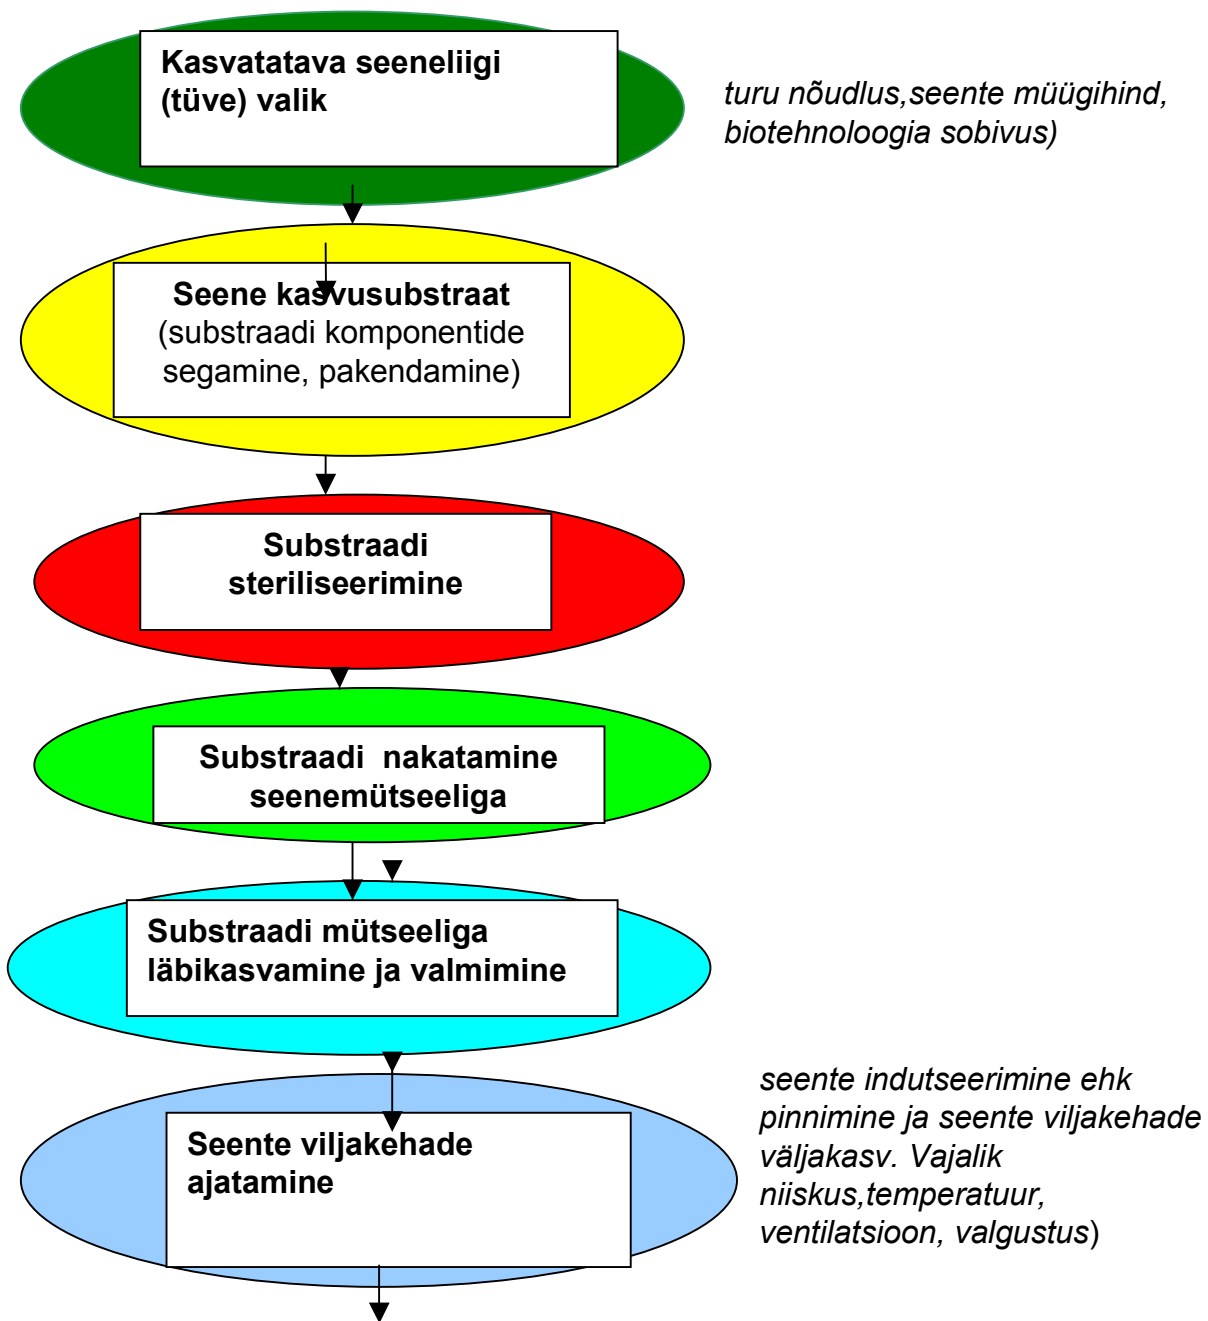 Kasvatatava seeneliigi
(tüve) valik
turu nõudlus,seente müügihind,
biotehnoloogia sobivus)
Seene kasvusubstraat
(substraadi komponentide
segamine, pakendamine)
Substraadi
steriliseerimine
Substraadi nakatamine
seenemütseeliga
Substraadi mütseeliga
läbikasvamine ja valmimine
Seente viljakehade
ajatamine
seente indutseerimine ehk
pinnimine ja seente viljakehade
väljakasv. Vajalik
niiskus,temperatuur,
ventilatsioon, valgustus)